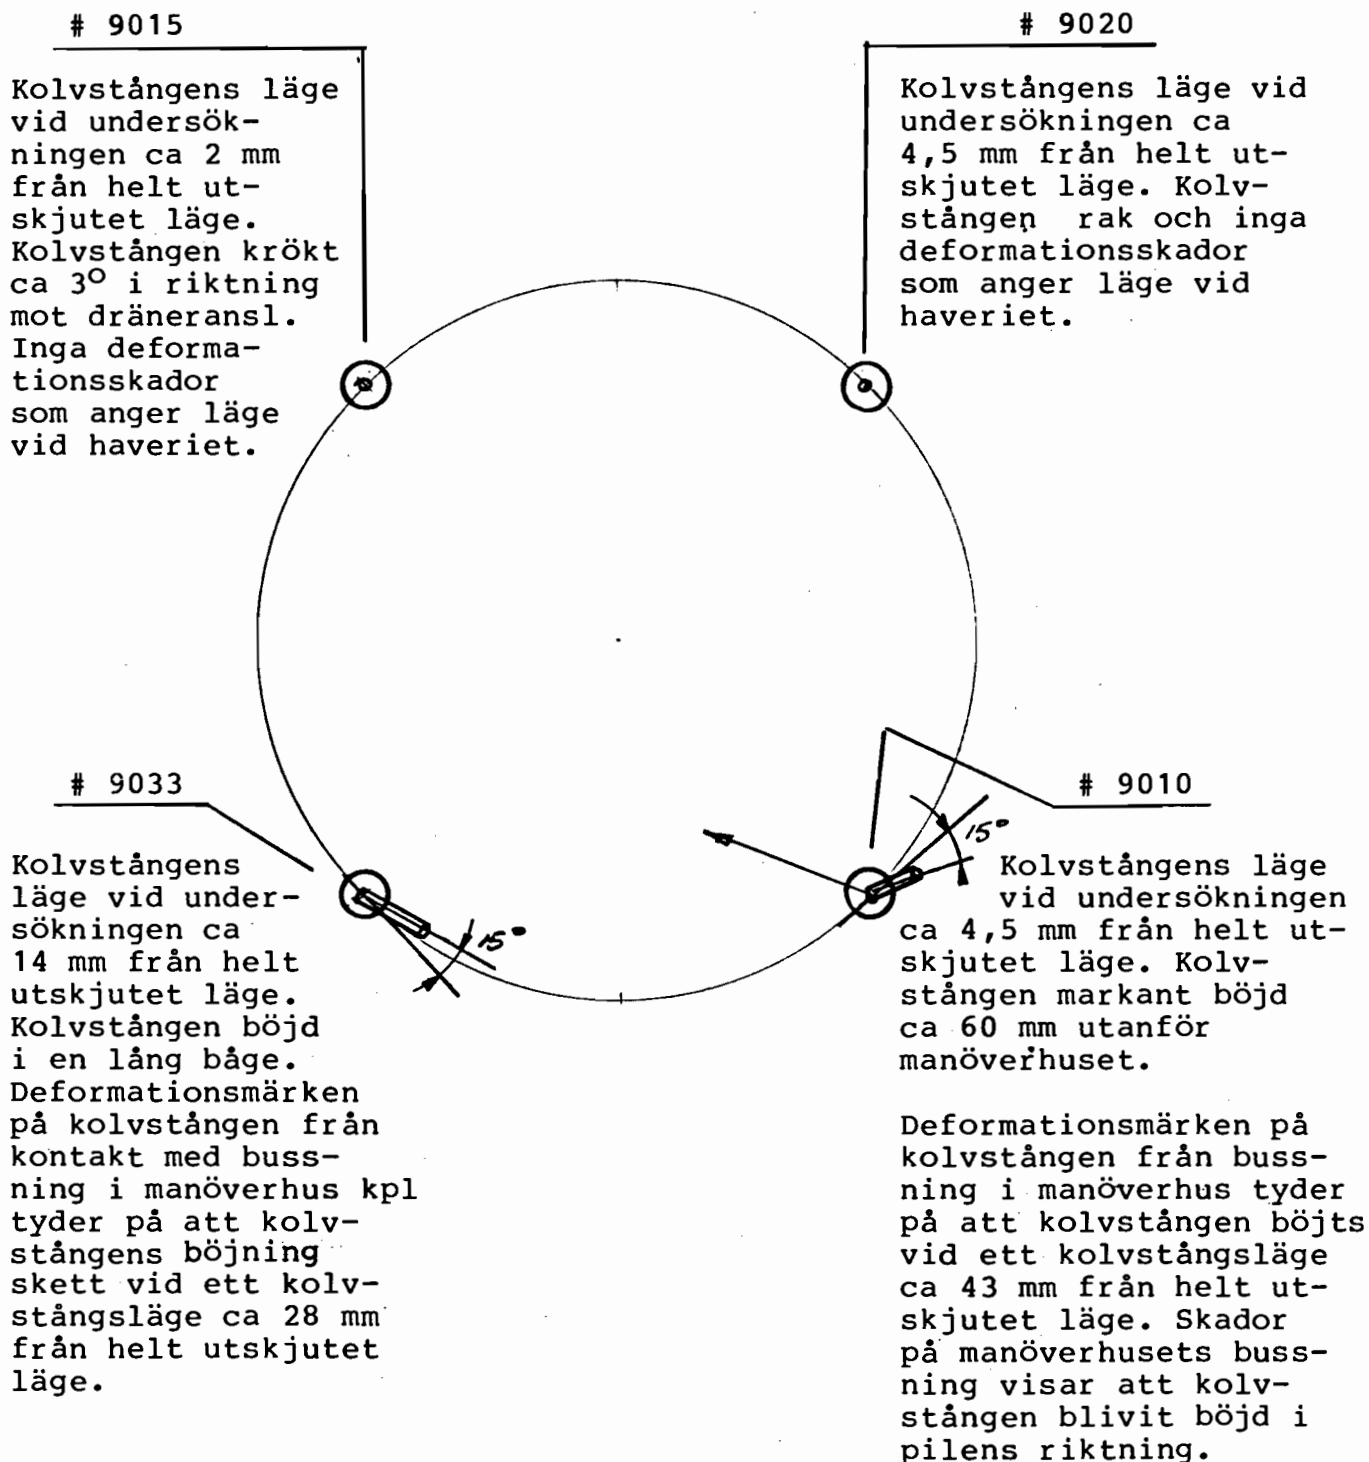 # 9015
Kolvstångens läge
vid undersök-
ningen ca 2 mm
från helt ut-
skjutet läge.
Kolvstången krökt
ca 3° i riktning
mot dräneransl.
Inga deforma-
tionsskador
som anger läge
vid haveriet.
# 9020
Kolvstångens läge vid
undersökningen ca
4,5 mm från helt ut-
skjutet läge. Kolv-
stången rak och inga
deformationsskador
som anger läge vid
haveriet.
# 9033
Kolvstångens
läge vid under-
sökningen ca
14 mm från helt
utskjutet läge.
Kolvstången böjd
i en lång båge.
Deformationsmärken
på kolvstången från
kontakt med buss-
ning i manöverhus kpl
tyder på att kolv-
stångens böjning
skett vid ett kolv-
stångsläge ca 28 mm
från helt utskjutet
läge.
15°
# 9010
15°
Kolvstångens läge
vid undersökningen
ca 4,5 mm från helt ut-
skjutet läge. Kolv-
stången markant böjd
ca 60 mm utanför
manöverhuset.
Deformationsmärken på
kolvstången från buss-
ning i manöverhus tyder
på att kolvstången böjts
vid ett kolvstångsläge
ca 43 mm från helt ut-
skjutet läge. Skador
på manöverhusets buss-
ning visar att kolv-
stången blivit böjd i
pilens riktning.